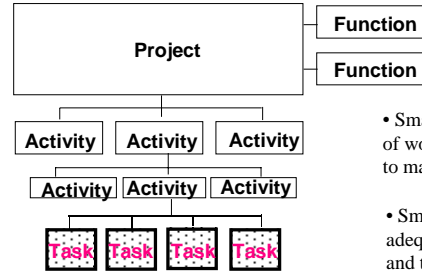 Function
Project
Function
Activity Activity Activity
Activity Activity Activity
Task Task Task Task
• Sma
of wo
to ma
• Sm
adeq
and t